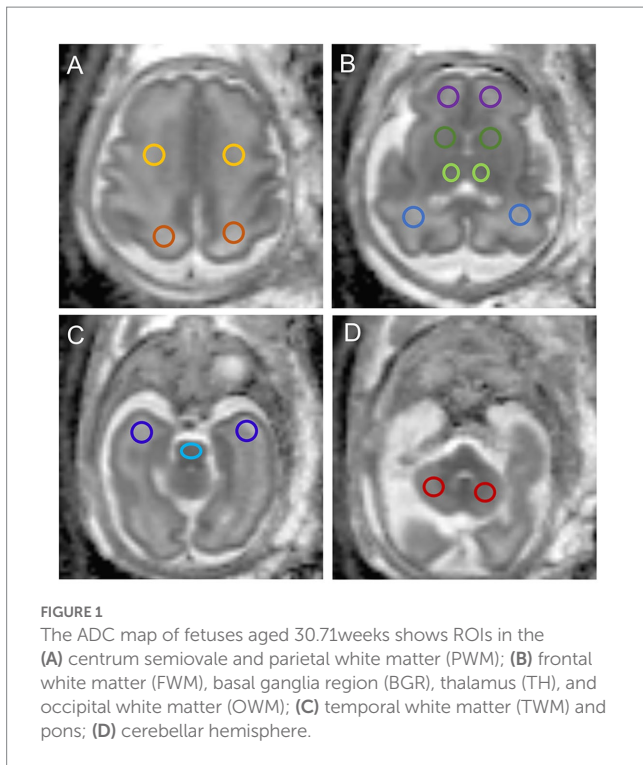 A
B
C
D
FIGURE 1
The ADC map of fetuses aged 30.71weeks shows ROIs in the
(A) centrum semiovale and parietal white matter (PWM); (B) frontal
white matter (FWM), basal ganglia region (BGR), thalamus (TH), and
occipital white matter (OWM); (C) temporal white matter (TWM) and
pons; (D) cerebellar hemisphere.